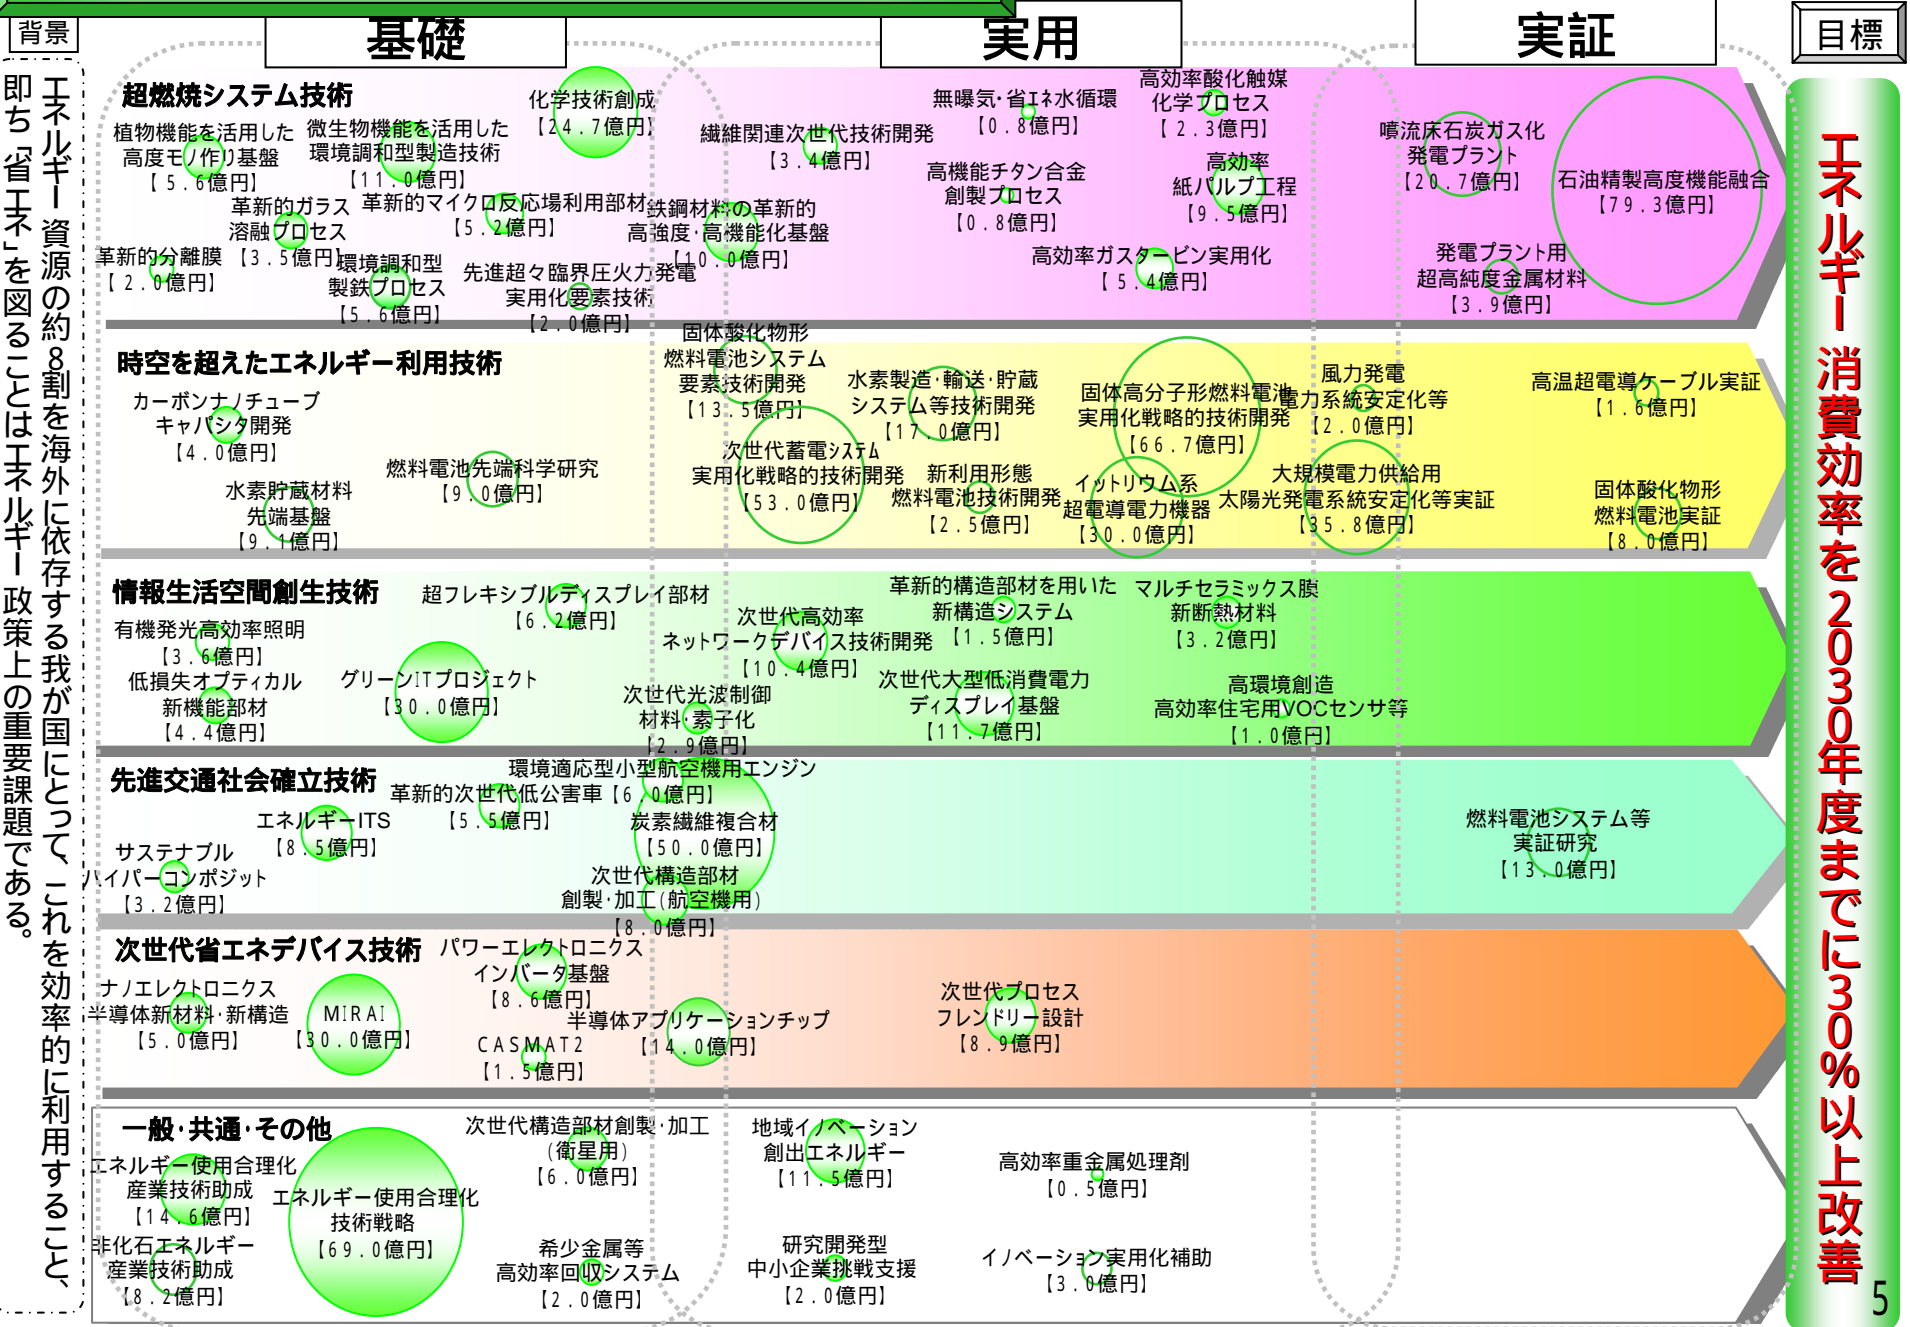 背景
基礎
実用
実証
目標
エネルギー資源の約8割を海外に依存する我が国にとって、これを効率的に利用すること、
即ち「省エネ」を図ることはエネルギー政策上の重要課題である。
超燃焼システム技術
植物機能を活用した
高度モノ作り基盤
【5.6億円】
微生物機能を活用した
環境調和型製造技術
【11.0億円】
化学技術創成
【24.7億円】
革新的ガラス
溶融プロセス
【3.5億円】
革新的マイクロ反応場利用部材
【5.2億円】
革新的分離膜
【2.0億円】
環境調和型
製鉄プロセス
【5.6億円】
先進超々臨界圧火力発電
実用化要素技術
【2.0億円】
繊維関連次世代技術開発
【3.4億円】
鉄鋼材料の革新的
高強度・高機能化基盤
【10.0億円】
無曝気・省エネ水循環
【0.8億円】
高機能チタン合金
創製プロセス
【0.8億円】
高効率酸化触媒
化学プロセス
【2.3億円】
高効率
紙パルプ工程
【9.5億円】
高効率ガスタービン実用化
【5.4億円】
噴流床石炭ガス化
発電プラント
【20.7億円】
石油精製高度機能融合
【79.3億円】
発電プラント用
超高純度金属材料
【3.9億円】
時空を超えたエネルギー利用技術
カーボンナノチューブ
キャパシタ開発
【4.0億円】
水素貯蔵材料
先端基盤
【9.1億円】
燃料電池先端科学研究
【9.0億円】
固体酸化物形
燃料電池システム
要素技術開発
【13.5億円】
次世代蓄電システム
実用化戦略的技術開発
【53.0億円】
水素製造・輸送・貯蔵
システム等技術開発
【17.0億円】
新利用形態
燃料電池技術開発
【2.5億円】
固体高分子形燃料電池
実用化戦略的技術開発
【66.7億円】
イットリウム系
超電導電力機器
【30.0億円】
風力発電
電力系統安定化等
【2.0億円】
大規模電力供給用
太陽光発電系統安定化等実証
【35.8億円】
高温超電導ケーブル実証
【1.6億円】
固体酸化物形
燃料電池実証
【8.0億円】
情報生活空間創生技術
有機発光高効率照明
【3.6億円】
低損失オプティカル
新機能部材
【4.4億円】
超フレキシブルディスプレイ部材
【6.2億円】
グリーンITプロジェクト
【30.0億円】
次世代高効率
ネットワークデバイス技術開発
【10.4億円】
次世代光波制御
材料・素子化
【2.9億円】
革新的構造部材を用いた
新構造システム
【1.5億円】
次世代大型低消費電力
ディスプレイ基盤
【11.7億円】
マルチセラミックス膜
新断熱材料
【3.2億円】
高環境創造
高効率住宅用VOCセンサ等
【1.0億円】
先進交通社会確立技術
サステナブル
ハイパーコンポジット
【3.2億円】
エネルギーITS
【8.5億円】
革新的次世代低公害車
【5.5億円】
環境適応型小型航空機用エンジン
【6.0億円】
炭素繊維複合材
【50.0億円】
次世代構造部材
創製・加工(航空機用)
【8.0億円】
燃料電池システム等
実証研究
【13.0億円】
次世代省エネデバイス技術
ナノエレクトロニクス
半導体新材料・新構造
【5.0億円】
MIRAI
【30.0億円】
パワーエレクトロニクス
インバータ基盤
【8.6億円】
CASMAT2
【1.5億円】
半導体アプリケーションチップ
【14.0億円】
次世代プロセス
フレンドリー設計
【8.9億円】
一般・共通・その他
エネルギー使用合理化
産業技術助成
【14.6億円】
非化石エネルギー
産業技術助成
【8.2億円】
エネルギー使用合理化
技術戦略
【69.0億円】
次世代構造部材創製・加工
(衛星用)
【6.0億円】
希少金属等
高効率回収システム
【2.0億円】
地域イノベーション
創出エネルギー
【11.5億円】
研究開発型
中小企業挑戦支援
【2.0億円】
高効率重金属処理剤
【0.5億円】
イノベーション実用化補助
【3.0億円】
エネルギー消費効率を2030年度までに30%以上改善
5